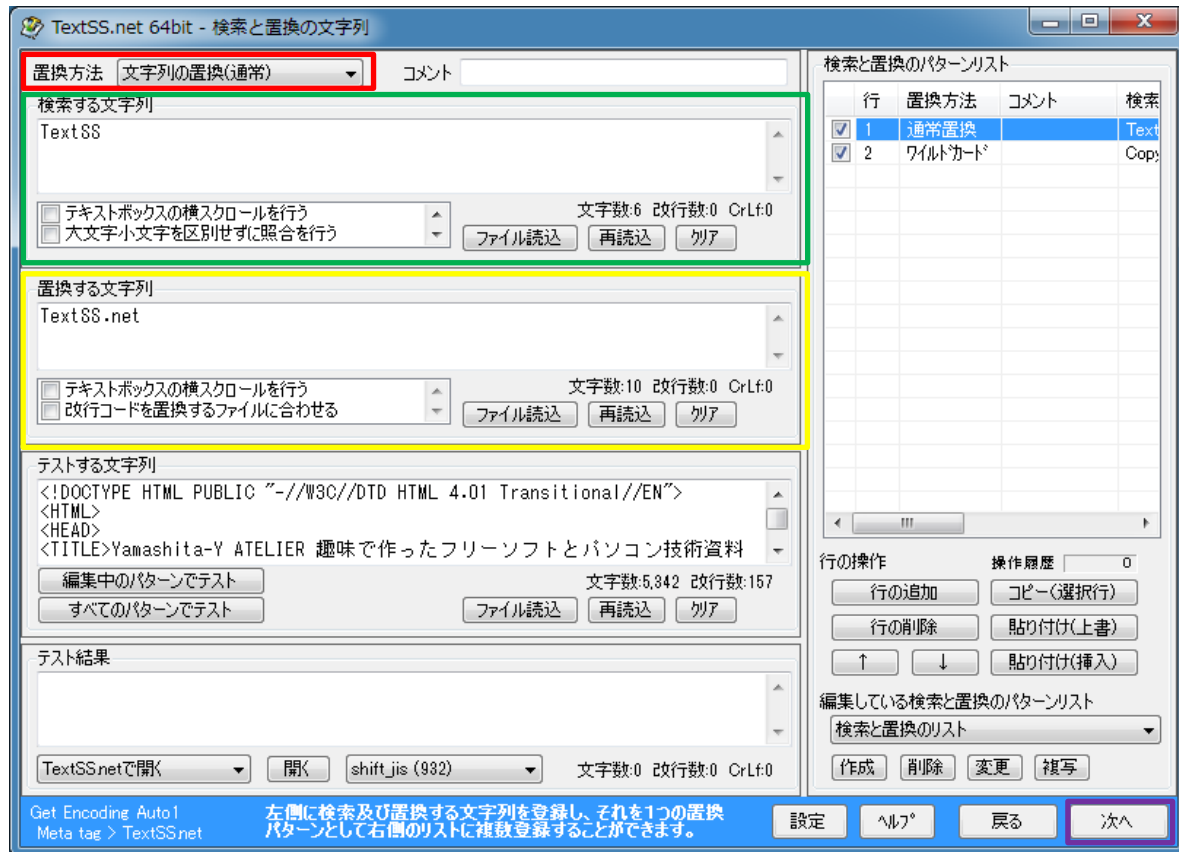 TextSS.net 64bit - 検索と置換の文字列
置換方法 文字列の置換(通常) コメント
検索する文字列
TextSS
テキストボックスの横スクロールを行う
大文字小文字を区別せずに照合を行う
文字数:6 改行数:0 CrLf:0
ファイル読込 再読込 クリア
置換する文字列
TextSS.net
テキストボックスの横スクロールを行う
改行コードを置換するファイルに合わせる
文字数:10 改行数:0 CrLf:0
ファイル読込 再読込 クリア
テストする文字列
<!DOCTYPE HTML PUBLIC "-//W3C//DTD HTML 4.01 Transitional//EN">
<HTML>
<HEAD>
<TITLE>Yamashita-Y ATELIER 趣味で作ったフリーソフトとパソコン技術資料
編集中のパターンでテスト
すべてのパターンでテスト
文字数:5,342 改行数:157
ファイル読込 再読込 クリア
テスト結果
TextSS.netで開く 開く shift_jis (932) 文字数:0 改行数:0 CrLf:0
検索と置換のパターンリスト
行 置換方法 コメント 検索
1 通常置換 Text
2 ワイルドカード Copy
行の操作 操作履歴 0
行の追加 コピー(選択行)
行の削除 貼り付け(上書)
↑ ↓ 貼り付け(挿入)
編集している検索と置換のパターンリスト
検索と置換のリスト
作成 削除 変更 複写
Get Encoding Auto1
Meta tag > TextSS.net
左側に検索及び置換する文字列を登録し、それを1つの置換
パターンとして右側のリストに複数登録することができます。
設定 ヘルプ 戻る 次へ